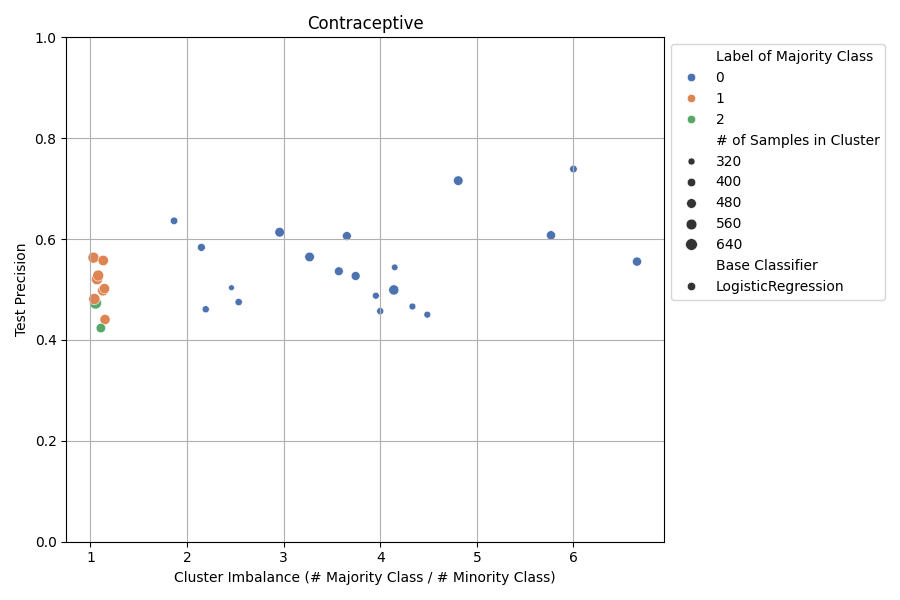 Contraceptive
1.0
0.8
0.6
0.4
0.2
0.0
Test Precision
1 2 3 4 5 6
Cluster Imbalance (# Majority Class / # Minority Class)
Label of Majority Class
0
1
2
# of Samples in Cluster
320
400
480
560
640
Base Classifier
LogisticRegression